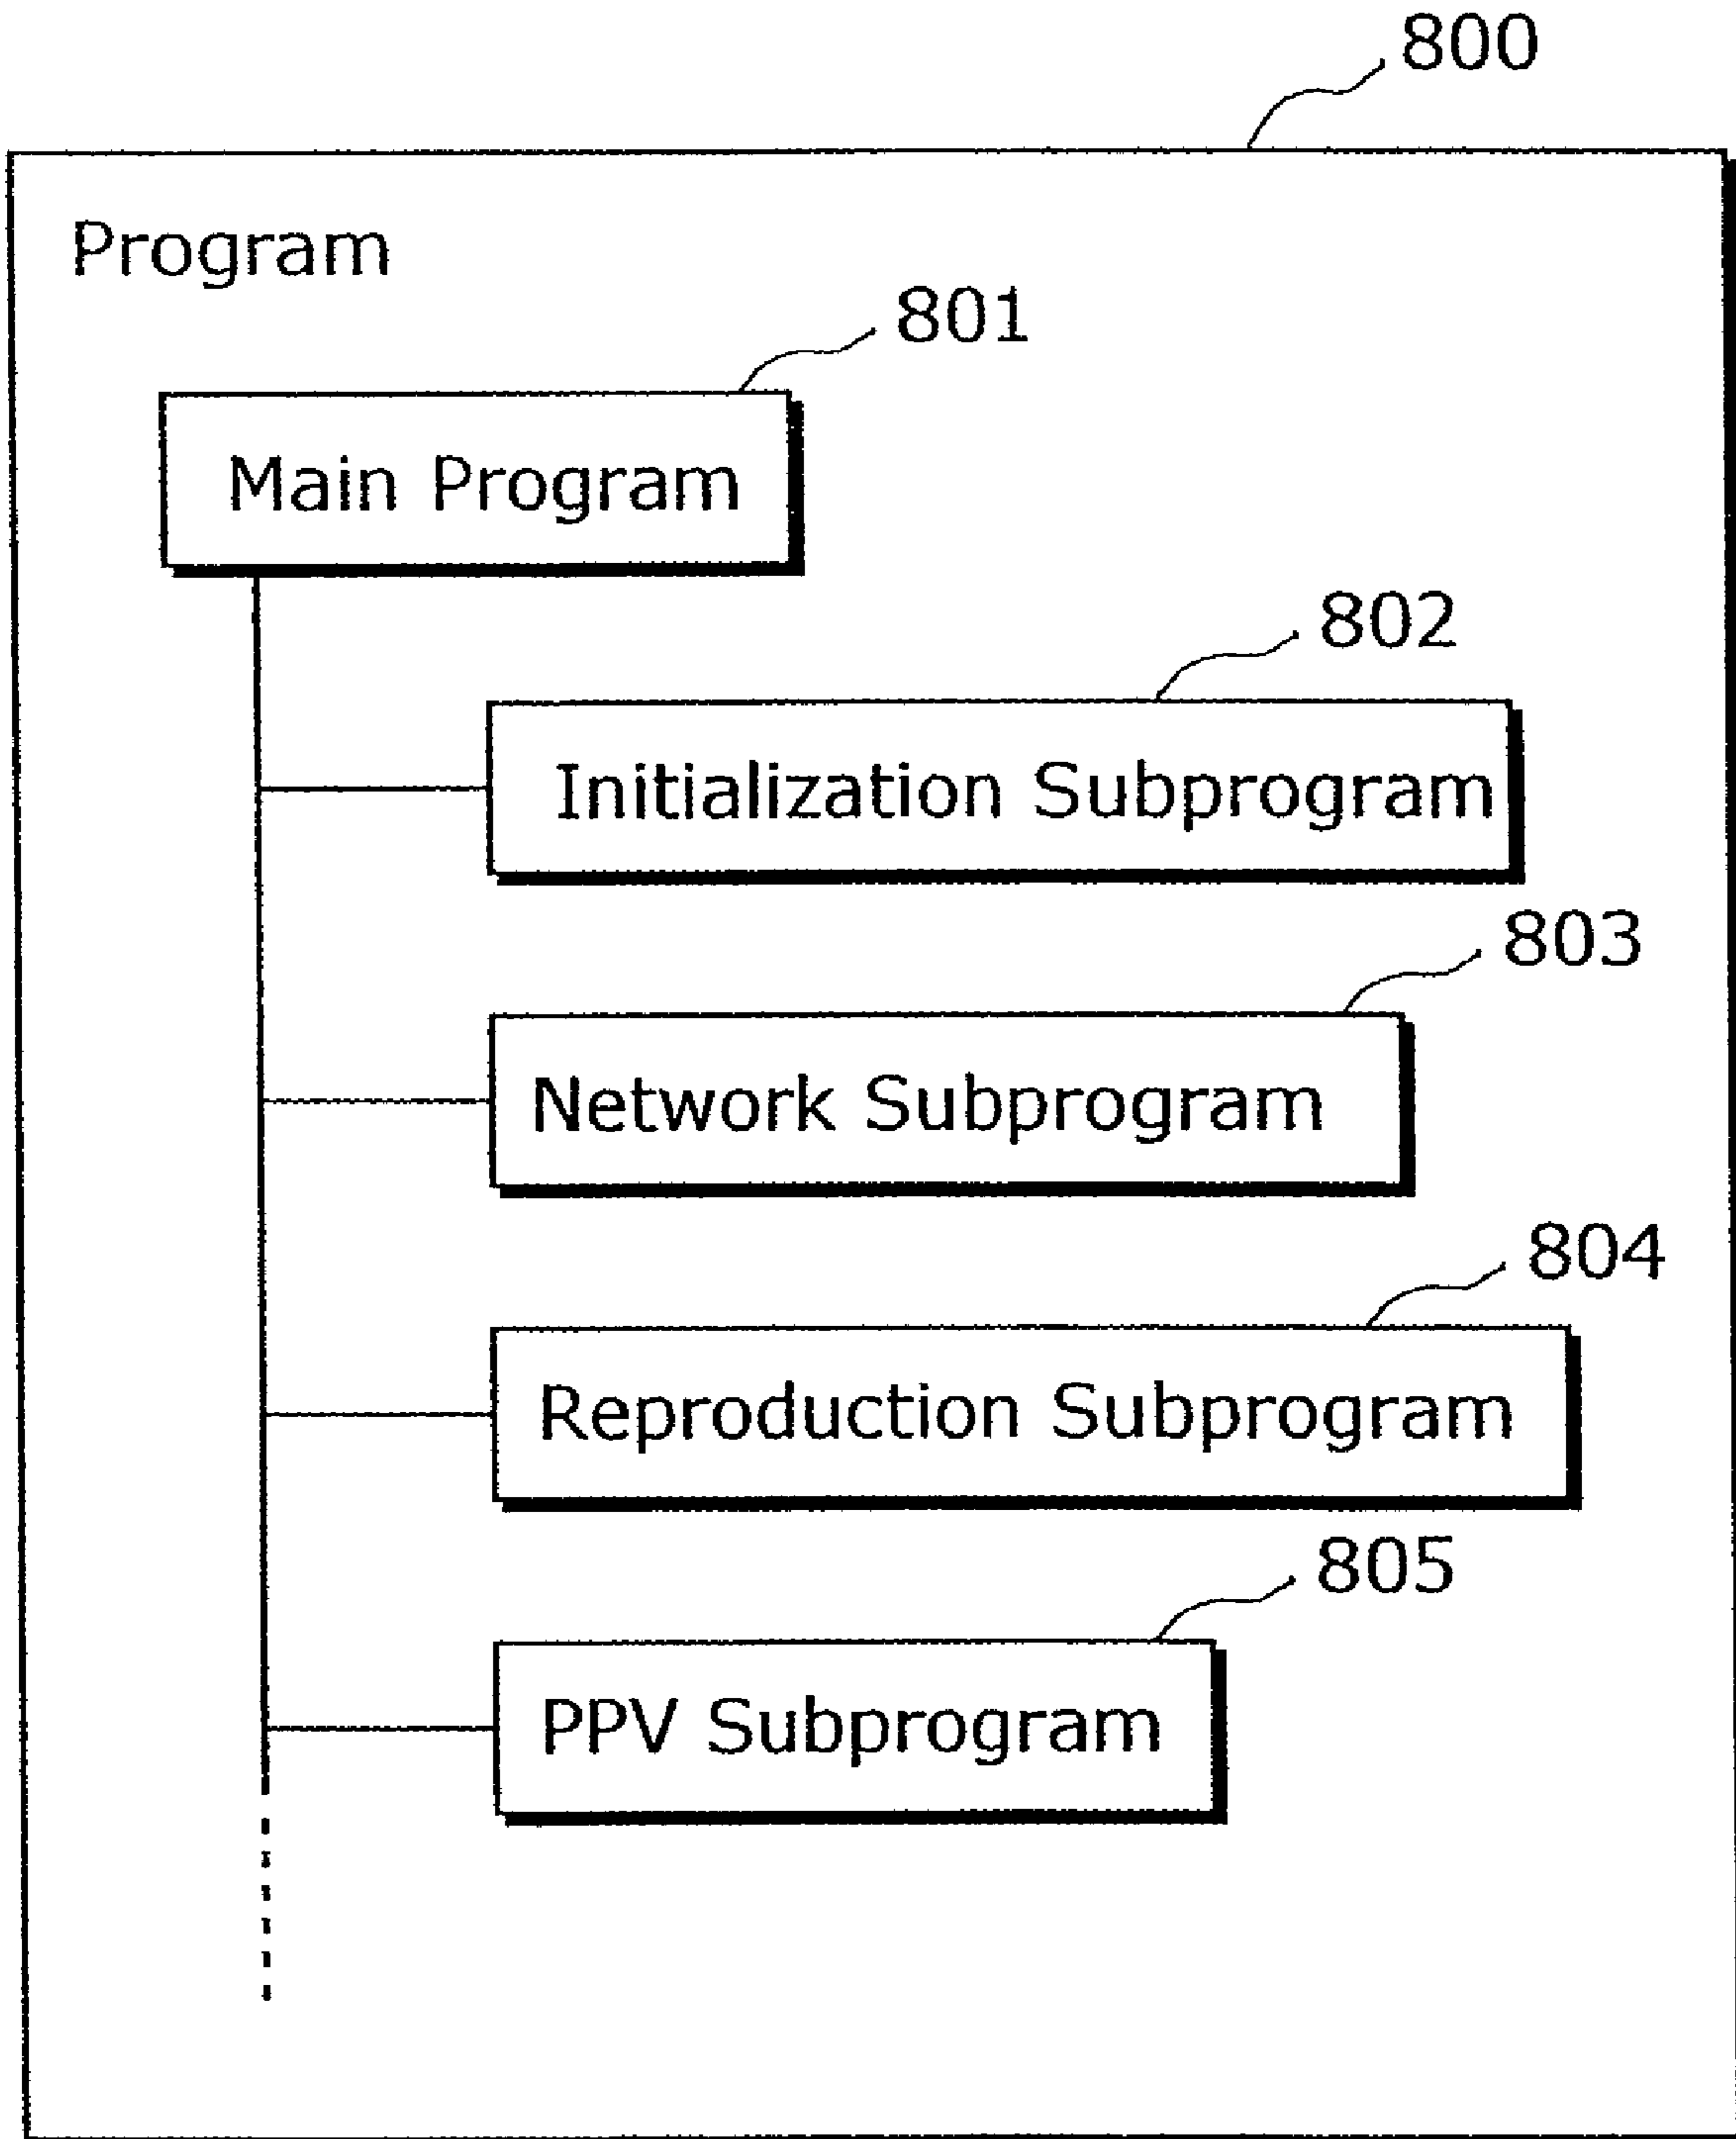 800
Program
801
Main Program
802
Initialization Subprogram
803
Network Subprogram
804
Reproduction Subprogram
805
PPV Subprogram